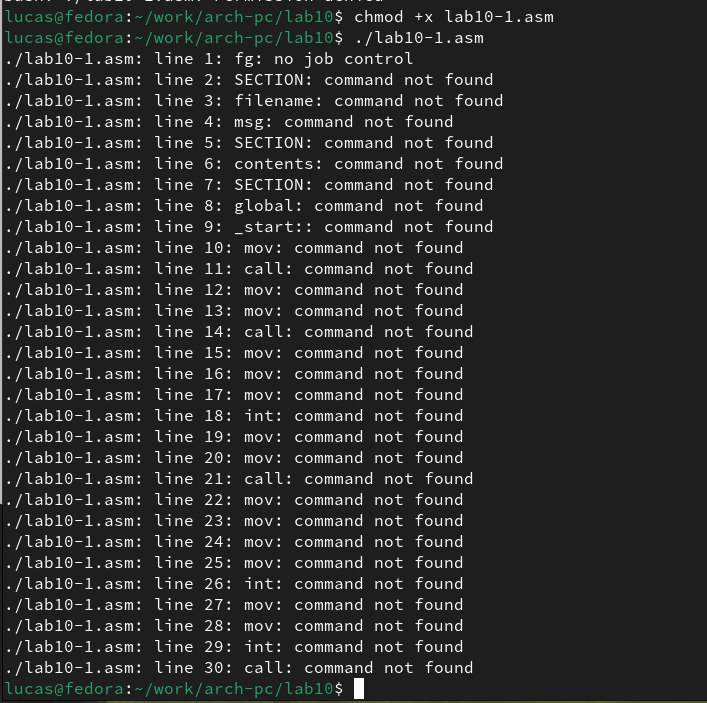 lucas@fedora:~/work/arch-pc/lab10$ chmod +x lab10-1.asm
lucas@fedora:~/work/arch-pc/lab10$ ./lab10-1.asm
./lab10-1.asm: line 1: fg: no job control
./lab10-1.asm: line 2: SECTION: command not found
./lab10-1.asm: line 3: filename: command not found
./lab10-1.asm: line 4: msg: command not found
./lab10-1.asm: line 5: SECTION: command not found
./lab10-1.asm: line 6: contents: command not found
./lab10-1.asm: line 7: SECTION: command not found
./lab10-1.asm: line 8: global: command not found
./lab10-1.asm: line 9: _start:: command not found
./lab10-1.asm: line 10: mov: command not found
./lab10-1.asm: line 11: call: command not found
./lab10-1.asm: line 12: mov: command not found
./lab10-1.asm: line 13: mov: command not found
./lab10-1.asm: line 14: call: command not found
./lab10-1.asm: line 15: mov: command not found
./lab10-1.asm: line 16: mov: command not found
./lab10-1.asm: line 17: mov: command not found
./lab10-1.asm: line 18: int: command not found
./lab10-1.asm: line 19: mov: command not found
./lab10-1.asm: line 20: mov: command not found
./lab10-1.asm: line 21: call: command not found
./lab10-1.asm: line 22: mov: command not found
./lab10-1.asm: line 23: mov: command not found
./lab10-1.asm: line 24: mov: command not found
./lab10-1.asm: line 25: mov: command not found
./lab10-1.asm: line 26: int: command not found
./lab10-1.asm: line 27: mov: command not found
./lab10-1.asm: line 28: mov: command not found
./lab10-1.asm: line 29: int: command not found
./lab10-1.asm: line 30: call: command not found
lucas@fedora:~/work/arch-pc/lab10$